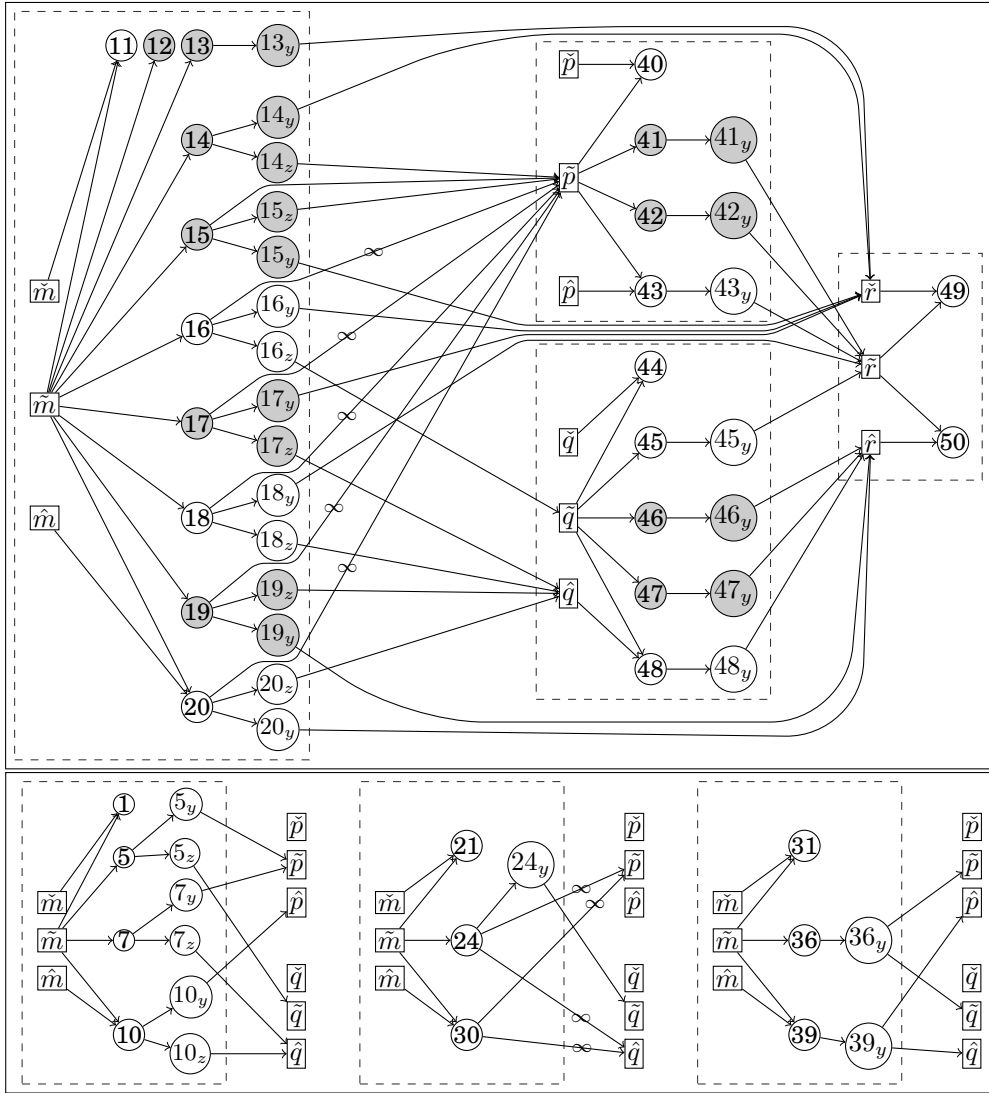 11 12 13 13y
p̌ 40
14 14y
14z
41 41y
p̃
15 15z
15y
42 42y
∞
m̌
16 16y
16z
p̂ 43 43y
ř 49
∞
44
r̃
m̃
17 17y
17z
∞
q̌ 45 45y
r̂ 50
m̂
18 18y
18z
∞
q̃ 46 46y
∞
19 19z
19y
q̂ 47 47y
20 20z
20y
48 48y
1 5y p̌
5 5z p̃
m̌ 7y p̂
m̃ 7 7z
m̂ 10y q̌
q̃
10 10z q̂
21 24y p̌
∞ p̃
m̌ ∞ p̂
m̃ 24
m̂ q̌
∞ q̃
30 ∞ q̂
31 p̌
p̃
m̌ p̂
m̃ 36 36y
m̂ q̌
q̃
39 39y q̂